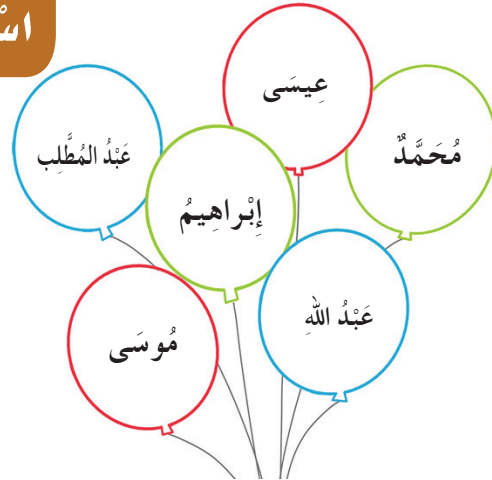 عِيسَى
مُحَمَّدٌ
عَبْدُ المُطَّلِب
إِبْراهِيمُ
عَبْدُ اللهِ
مُوسَى